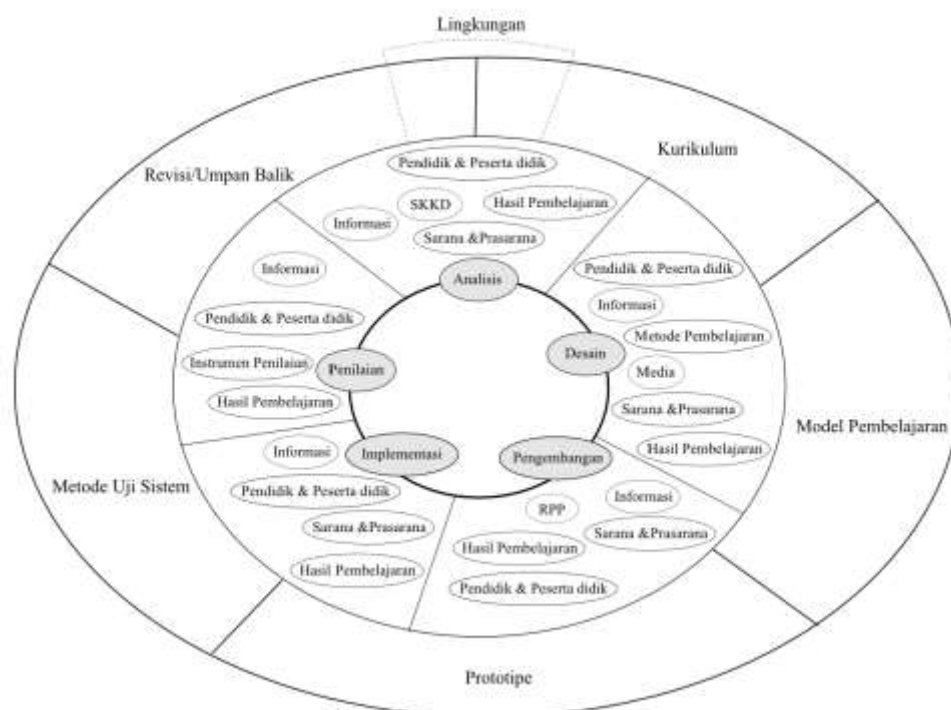 Lingkungan
Kurikulum
Revisi/Umpan Balik
Pendidik & Peserta didik
SKKD
Hasil Pembelajaran
Informasi
Sarana &Prasarana
Analisis
Pendidik & Peserta didik
Informasi
Metode Pembelajaran
Desain
Media
Sarana &Prasarana
Hasil Pembelajaran
Model Pembelajaran
Informasi
Pendidik & Peserta didik
Instrumen Penilaian
Penilaian
Hasil Pembelajaran
Metode Uji Sistem
Informasi
Implementasi
Pendidik & Peserta didik
Sarana &Prasarana
Hasil Pembelajaran
Pengembangan
Informasi
RPP
Sarana &Prasarana
Hasil Pembelajaran
Pendidik & Peserta didik
Prototipe